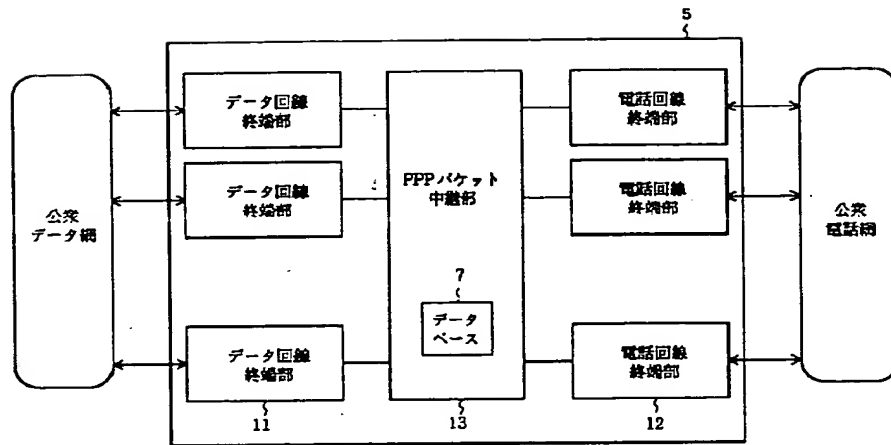 5
データ回線
終端部
電話回線
終端部
データ回線
終端部
PPPパケット
中継部
電話回線
終端部
公衆
データ網
公衆
電話網
7
データ
ベース
データ回線
終端部
電話回線
終端部
11
13
12